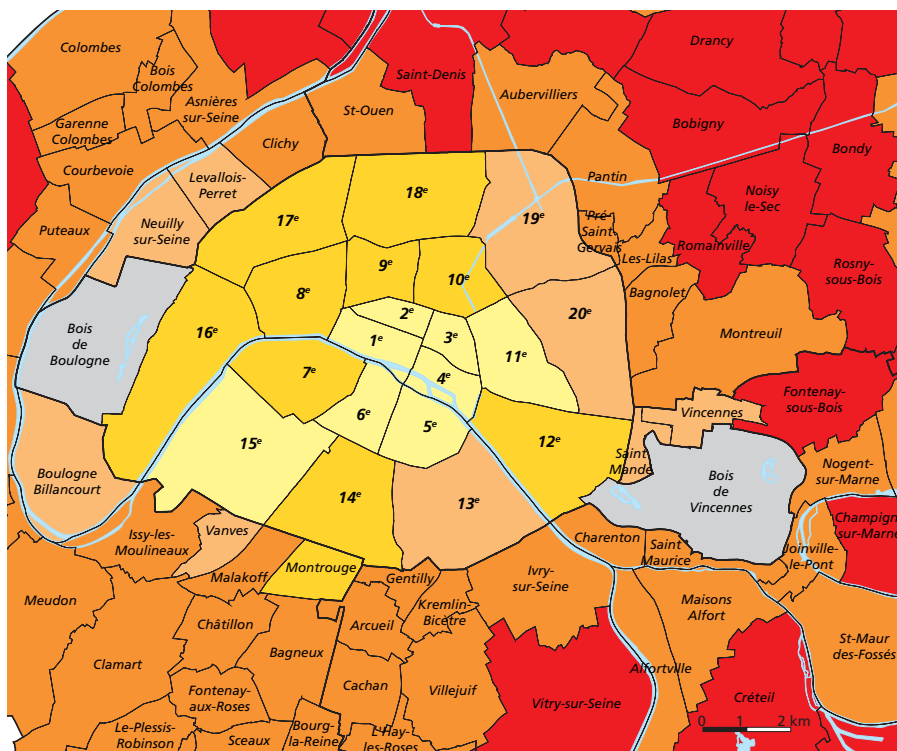 Colombes
Bois
Colombes
Asnières
sur-Seine
Garenne
Colombes
Courbevoie
Clichy
St-Ouen
Saint-Denis
Aubervilliers
Drancy
Bobigny
Bondy
Levallois-
Perret
Neuilly
sur-Seine
Puteaux
Pantin
Noisy
le-Sec
Pré-
Saint-
Gervais
Romainville
Les-Lilas
Rosny-
sous-Bois
Bagnolet
Montreuil
17e
18e
19e
9e
10e
8e
20e
16e
2e
1e
3e
11e
4e
7e
6e
5e
15e
12e
14e
13e
Bois
de
Boulogne
Fontenay-
sous-Bois
Vincennes
Saint
Mandé
Bois
de
Vincennes
Nogent-
sur-Marne
Boulogne
Billancourt
Issy-les-
Moulineaux
Vanves
Malakoff
Montrouge
Gentilly
Charenton
Saint
Maurice
Joinville-
le-Pont
Champign
sur-Marne
Meudon
Châtillon
Arcueil
Kremlin-
Bicètre
Ivry-
sur-Seine
Maisons
Alfort
St-Maur
des-Fossés
Clamart
Bagneux
Cachan
Villejuif
Alfortville
Fontenay-
aux-Roses
Vitry-sur-Seine
Créteil
Le-Plessis-
Robinson
Sceaux
Bourg-
la-Reine
L'Hay-
les-Roses
0 1 2 km